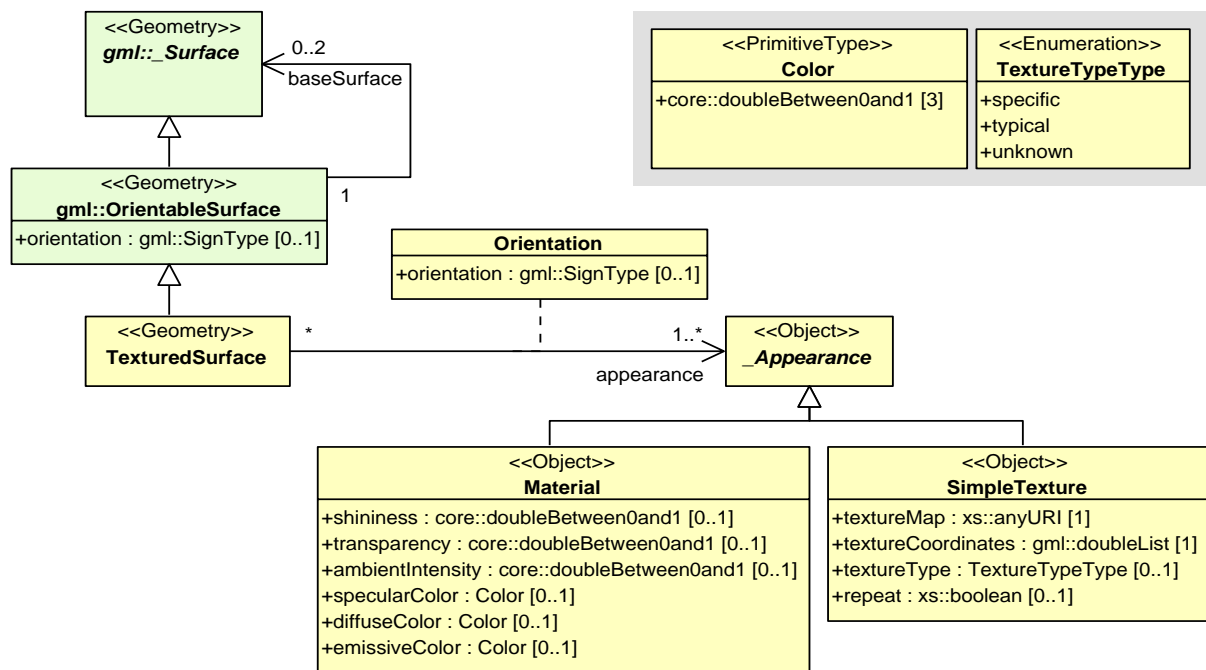 <<Geometry>>
gml::_Surface
0..2
baseSurface
<<PrimitiveType>>
Color
+core::doubleBetween0and1 [3]
<<Enumeration>>
TextureTypeType
+specific
+typical
+unknown
<<Geometry>>
gml::OrientableSurface
+orientation : gml::SignType [0..1]
1
Orientation
+orientation : gml::SignType [0..1]
<<Geometry>>
TexturedSurface
*
1..*
appearance
<<Object>>
_Appearance
<<Object>>
Material
+shininess : core::doubleBetween0and1 [0..1]
+transparency : core::doubleBetween0and1 [0..1]
+ambientIntensity : core::doubleBetween0and1 [0..1]
+specularColor : Color [0..1]
+diffuseColor : Color [0..1]
+emissiveColor : Color [0..1]
<<Object>>
SimpleTexture
+textureMap : xs::anyURI [1]
+textureCoordinates : gml::doubleList [1]
+textureType : TextureTypeType [0..1]
+repeat : xs::boolean [0..1]